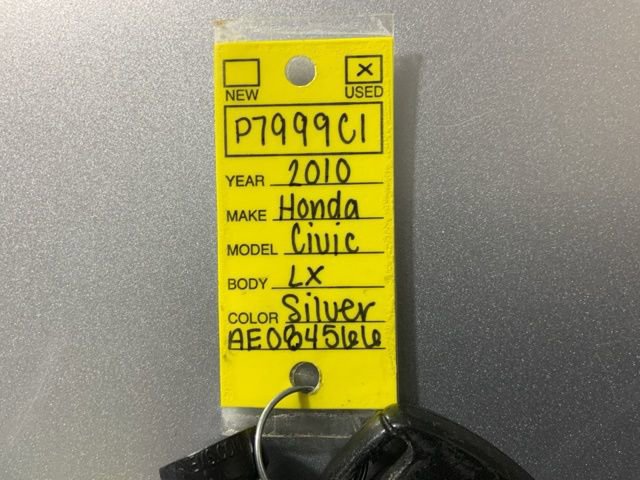 NEW USED
P7999C1
YEAR 2010
MAKE Honda
MODEL Civic
BODY LX
COLOR Silver
AE084566